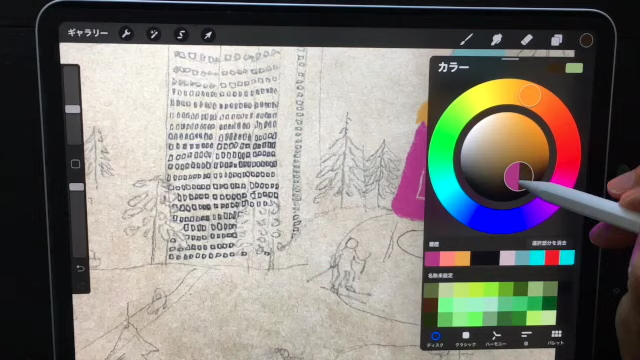 ギャラリー
カラー
履歴 選択部分を消去
名称未設定
ディスク クラシック ハーモニー 値 パレット